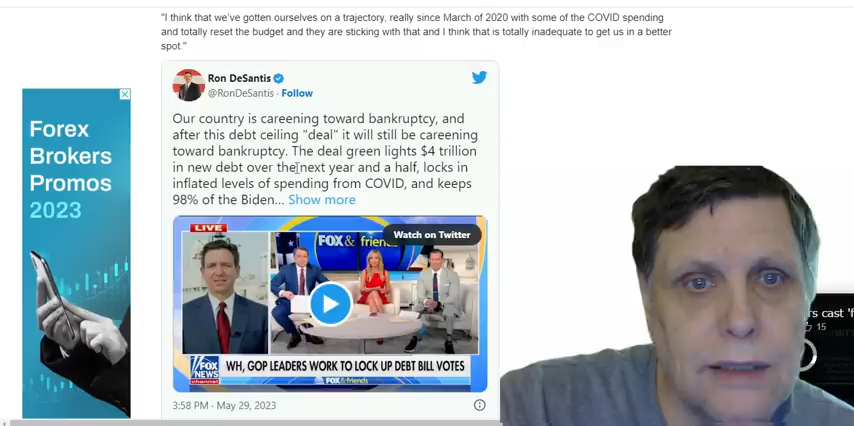 "I think that we've gotten ourselves on a trajectory, really since March of 2020 with some of the COVID spending
and totally reset the budget and they are sticking with that and I think that is totally inadequate to get us in a better
spot."
Ron DeSantis
@RonDeSantis · Follow
Our country is careening toward bankruptcy, and
after this debt ceiling "deal" it will still be careening
toward bankruptcy. The deal green lights $4 trillion
in new debt over the next year and a half, locks in
inflated levels of spending from COVID, and keeps
98% of the Biden... Show more
LIVE
Watch on Twitter
FOX & friends
FOX
NEWS
channel
WH, GOP LEADERS WORK TO LOCK UP DEBT BILL VOTES
FOX & friends
3:58 PM · May 29, 2023
Forex
Brokers
Promos
2023
rs cast 'f
15